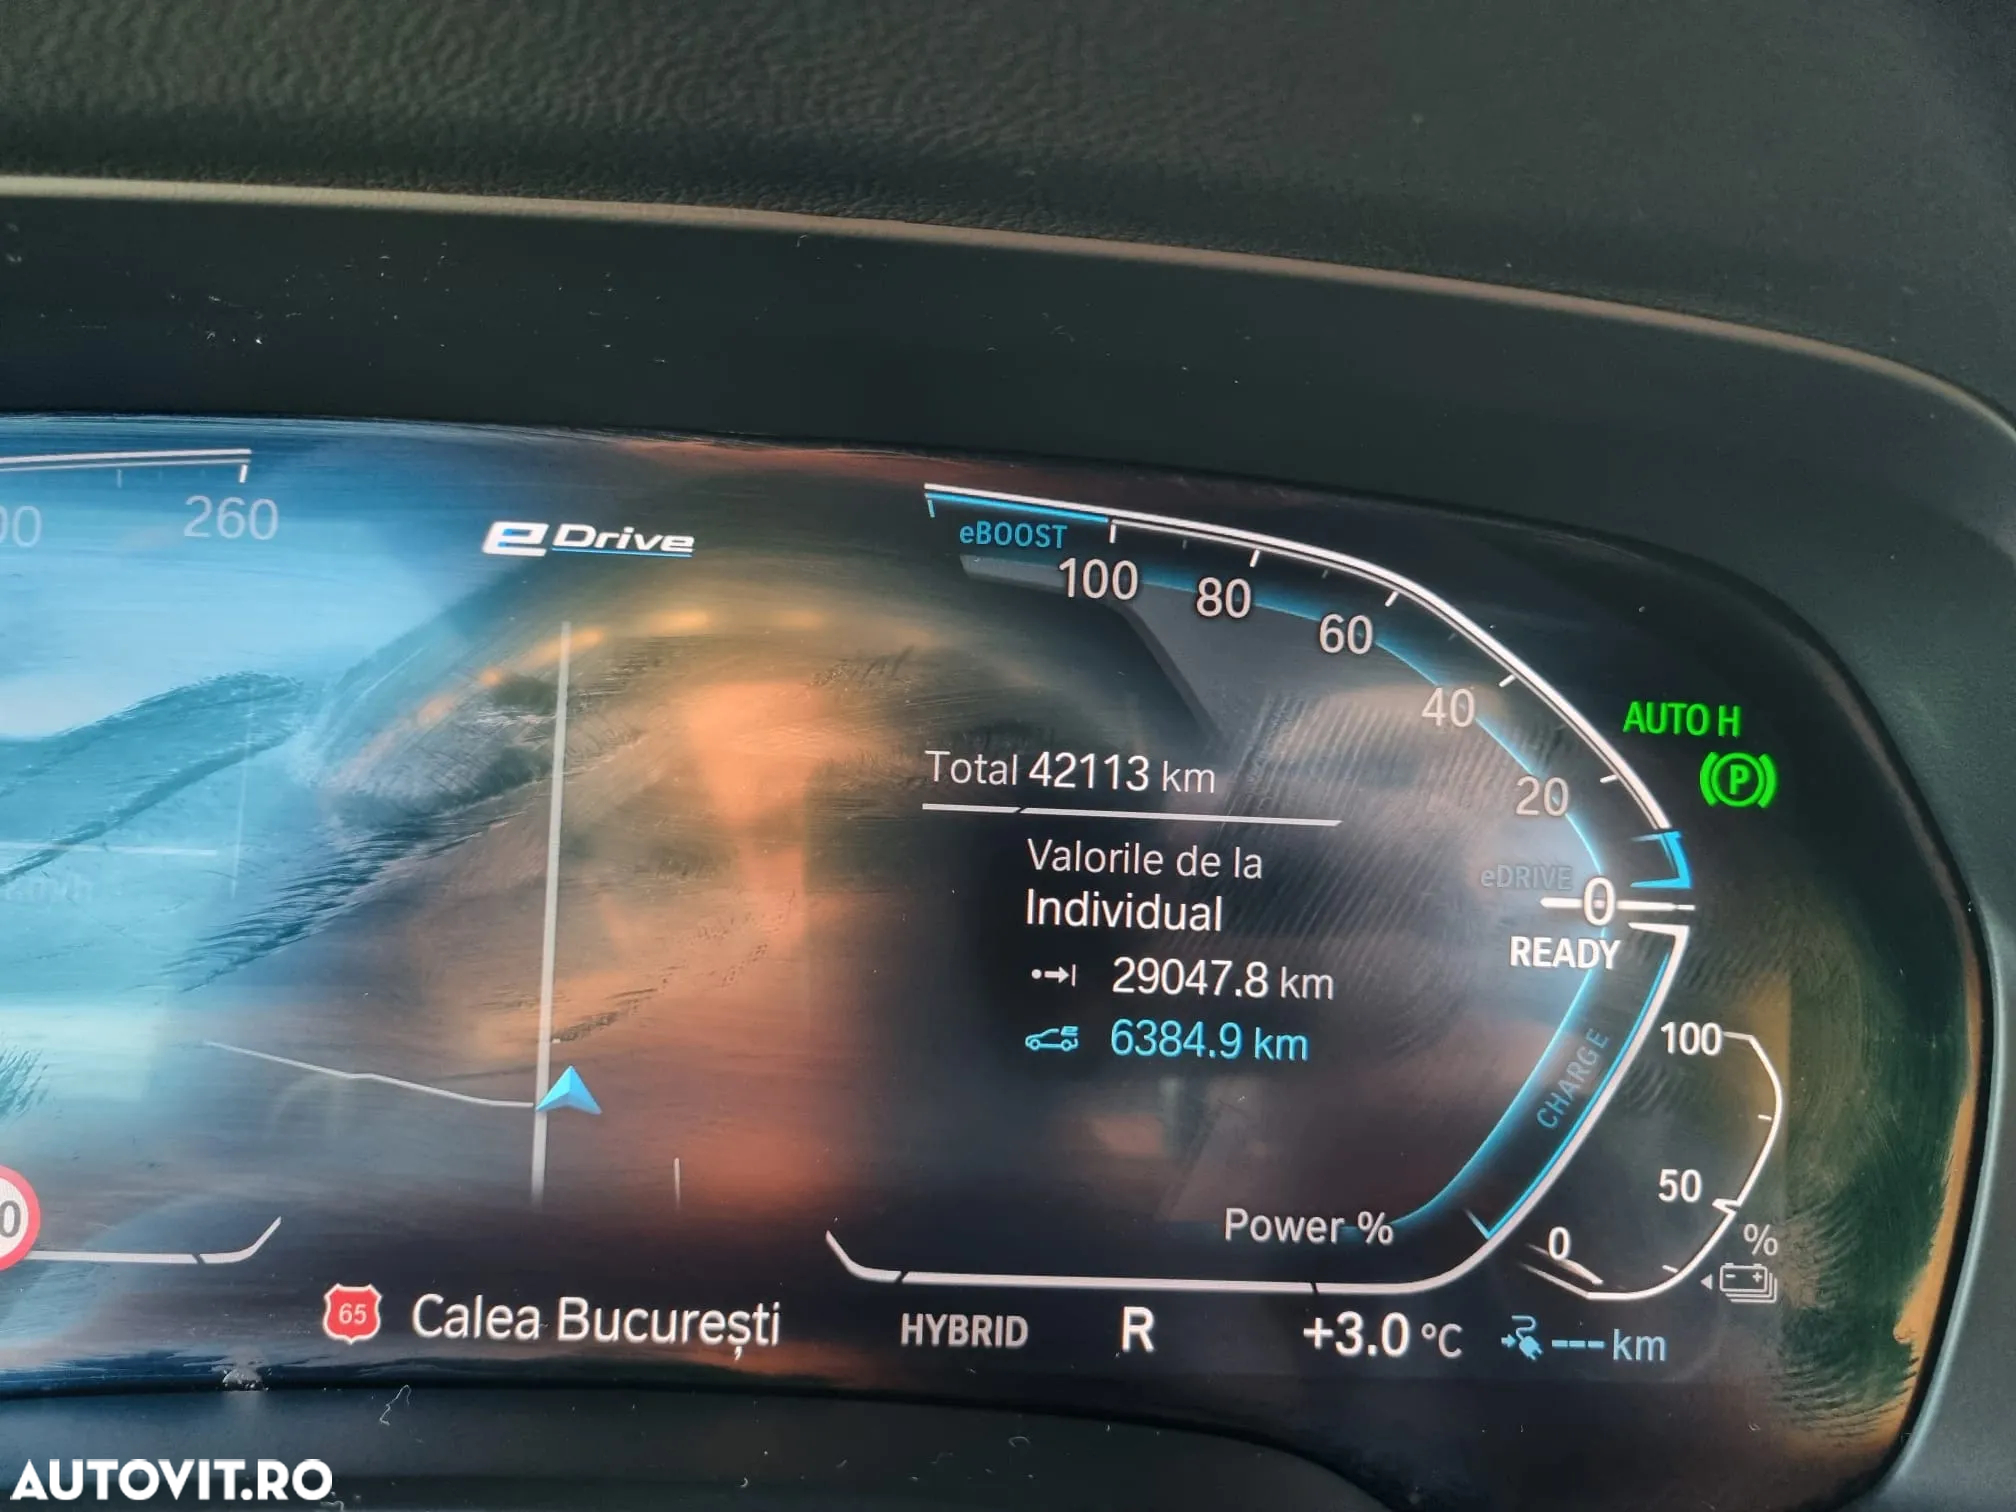 260
eDrive
eBOOST
100
80
60
40
20
eDRIVE
0
READY
CHARGE
AUTO H
P
Total 42113 km
Valorile de la
Individual
29047.8 km
6384.9 km
100
50
0
%
Power %
65 Calea București
HYBRID R +3.0 °C --- km
AUTOVIT.RO